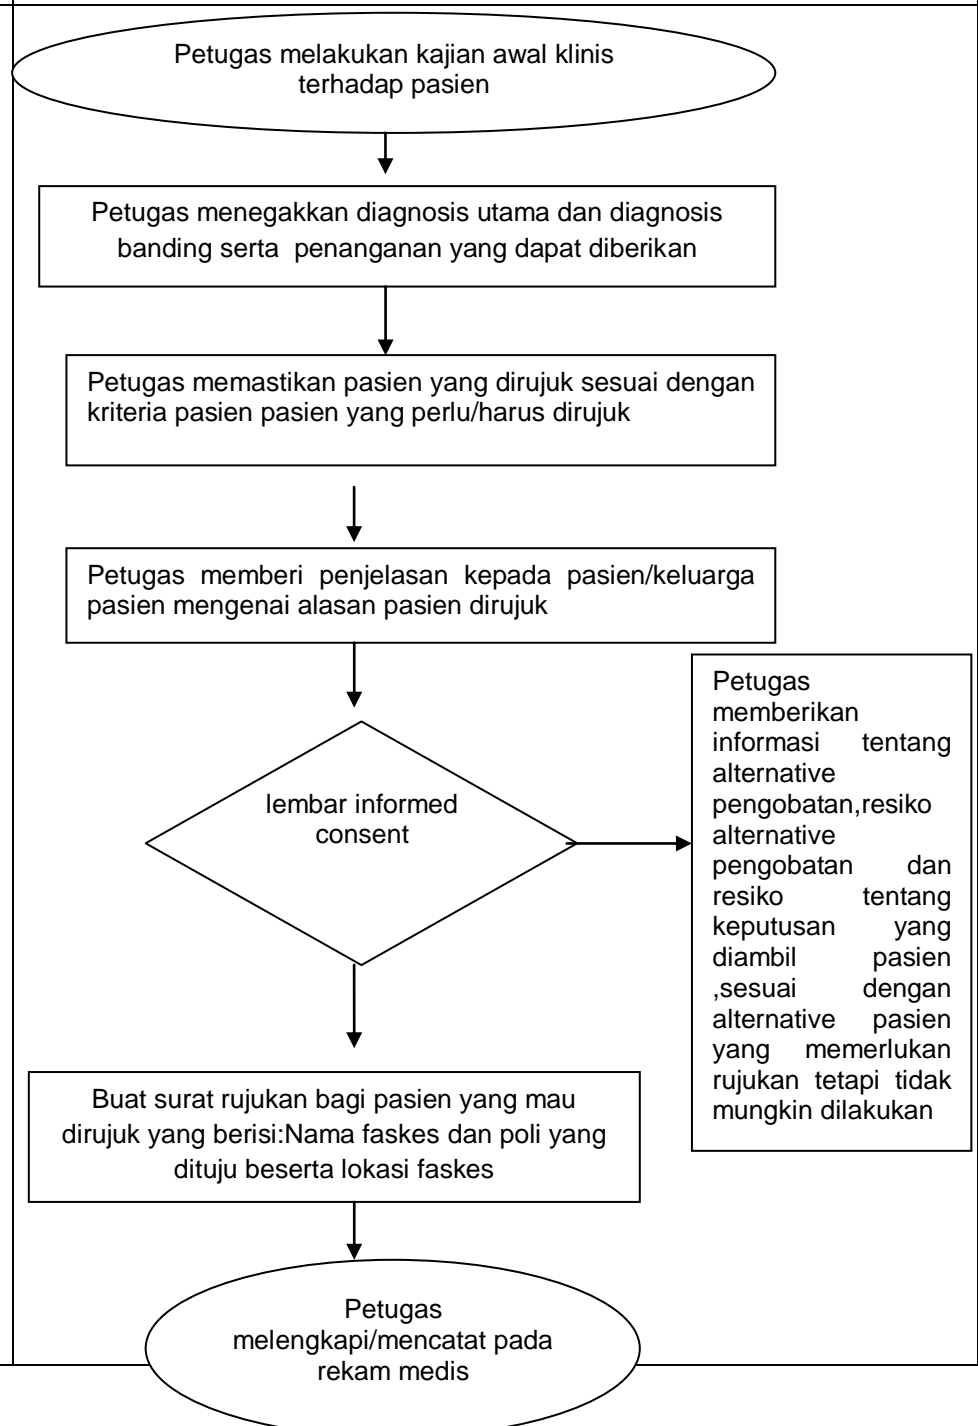 Petugas melakukan kajian awal klinis
terhadap pasien
Petugas menegakkan diagnosis utama dan diagnosis
banding serta penanganan yang dapat diberikan
Petugas memastikan pasien yang dirujuk sesuai dengan
kriteria pasien pasien yang perlu/harus dirujuk
Petugas memberi penjelasan kepada pasien/keluarga
pasien mengenai alasan pasien dirujuk
lembar informed
consent
Petugas
memberikan
informasi tentang
alternative
pengobatan,resiko
alternative
pengobatan dan
resiko tentang
keputusan yang
diambil pasien
,sesuai dengan
alternative pasien
yang memerlukan
rujukan tetapi tidak
mungkin dilakukan
Buat surat rujukan bagi pasien yang mau
dirujuk yang berisi:Nama faskes dan poli yang
dituju beserta lokasi faskes
Petugas
melengkapi/mencatat pada
rekam medis